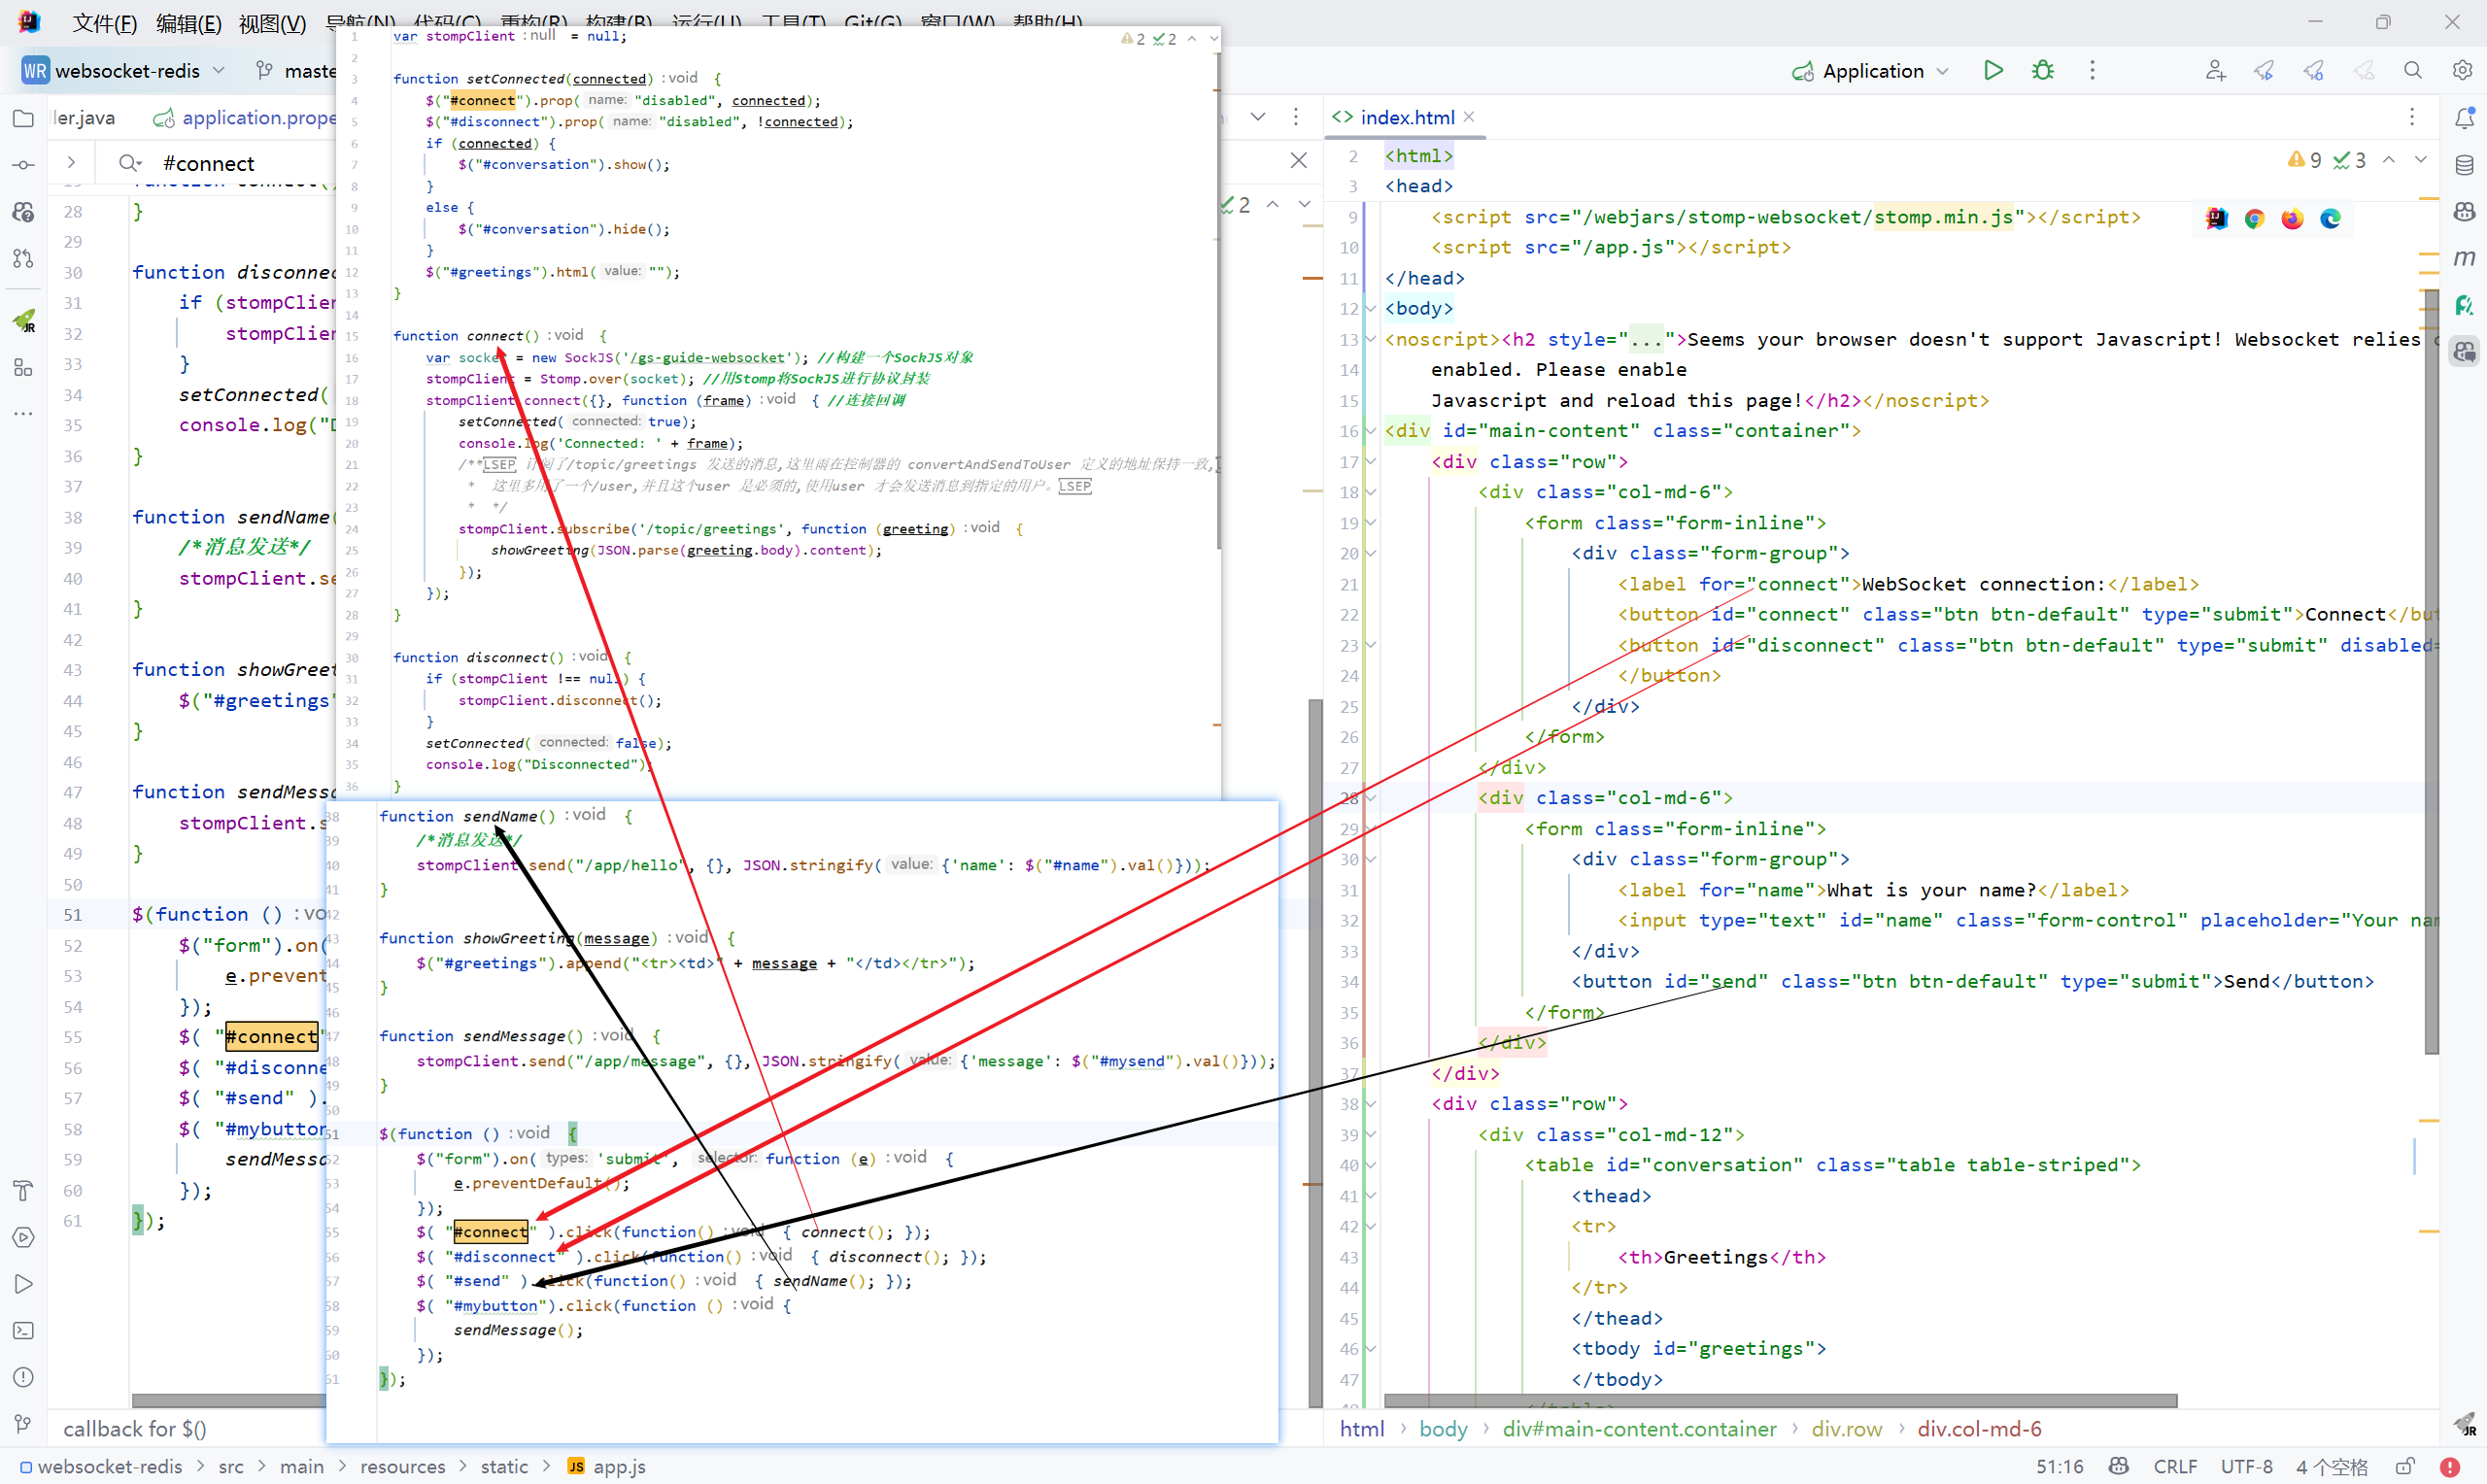 文件(F) 编辑(E) 视图(V) 导航(N) 代码(C) 重构(R) 构建(B) 运行(U) 工具(T) Git(G) 窗口(W) 帮助(H)
WR websocket-redis
Application
application.prope
#connect
28 }
29
30 function disconnec
31 if (stompClien
32 stompClien
33 }
34 setConnected(
35 console.log("D
36 }
37
38 function sendName(
39 /*消息发送*/
40 stompClient.se
41 }
42
43 function showGreet
44 $("#greetings"
45 }
46
47 function sendMessa
48 stompClient.s
49 }
50
51 $(function () : vo
52 $("form").on(
53 e.prevent
54 });
55 $( "#connect"
56 $( "#disconne
57 $( "#send" ).
58 $( "#mybutton
59 sendMessa
60 });
61 });
callback for $()
1 var stompClient : null = null;
2
3 function setConnected(connected) : void {
4 $("#connect").prop( name: "disabled", connected);
5 $("#disconnect").prop( name: "disabled", !connected);
6 if (connected) {
7 $("#conversation").show();
8 }
9 else {
10 $("#conversation").hide();
11 }
12 $("#greetings").html( value: "");
13 }
14
15 function connect() : void {
16 var socket = new SockJS('/gs-guide-websocket'); //构建一个SockJS对象
17 stompClient = Stomp.over(socket); //用Stomp将SockJS进行协议封装
18 stompClient.connect({}, function (frame) : void { //连接回调
19 setConnected( connected: true);
20 console.log('Connected: ' + frame);
21 /**LSEP 订阅了/topic/greetings 发送的消息,这里雨在控制器的 convertAndSendToUser 定义的地址保持一致,
22 * 这里多用了一个/user,并且这个user 是必须的,使用user 才会发送消息到指定的用户。LSEP
23 * */
24 stompClient.subscribe('/topic/greetings', function (greeting) : void {
25 showGreeting(JSON.parse(greeting.body).content);
26 });
27 });
28 }
29
30 function disconnect() : void {
31 if (stompClient !== null) {
32 stompClient.disconnect();
33 }
34 setConnected( connected: false);
35 console.log("Disconnected");
36 }
2 2
38 function sendName() : void {
39 /*消息发送*/
40 stompClient.send("/app/hello", {}, JSON.stringify( value: {'name': $("#name").val()}));
41 }
42
43 function showGreeting(message) : void {
44 $("#greetings").append("<tr><td>" + message + "</td></tr>");
45 }
46
47 function sendMessage() : void {
48 stompClient.send("/app/message", {}, JSON.stringify( value: {'message': $("#mysend").val()}));
49 }
50
51 $(function () : void {
52 $("form").on( types: 'submit', selector: function (e) : void {
53 e.preventDefault();
54 });
55 $( "#connect" ).click(function() : void { connect(); });
56 $( "#disconnect" ).click(function() : void { disconnect(); });
57 $( "#send" ).click(function() : void { sendName(); });
58 $( "#mybutton").click(function () : void {
59 sendMessage();
60 });
61 });
2
index.html
9 3
2 <html>
3 <head>
9 <script src="/webjars/stomp-websocket/stomp.min.js"></script>
10 <script src="/app.js"></script>
11 </head>
12 <body>
13 <noscript><h2 style="...">Seems your browser doesn't support Javascript! Websocket relies
14 enabled. Please enable
15 Javascript and reload this page!</h2></noscript>
16 <div id="main-content" class="container">
17 <div class="row">
18 <div class="col-md-6">
19 <form class="form-inline">
20 <div class="form-group">
21 <label for="connect">WebSocket connection:</label>
22 <button id="connect" class="btn btn-default" type="submit">Connect</but
23 <button id="disconnect" class="btn btn-default" type="submit" disabled=
24 </button>
25 </div>
26 </form>
27 </div>
28 <div class="col-md-6">
29 <form class="form-inline">
30 <div class="form-group">
31 <label for="name">What is your name?</label>
32 <input type="text" id="name" class="form-control" placeholder="Your nam
33 </div>
34 <button id="send" class="btn btn-default" type="submit">Send</button>
35 </form>
36 </div>
37 </div>
38 <div class="row">
39 <div class="col-md-12">
40 <table id="conversation" class="table table-striped">
41 <thead>
42 <tr>
43 <th>Greetings</th>
44 </tr>
45 </thead>
46 <tbody id="greetings">
47 </tbody>
html › body › div#main-content.container › div.row › div.col-md-6
websocket-redis > src > main > resources > static > JS app.js
51:16 CRLF UTF-8 4 个空格